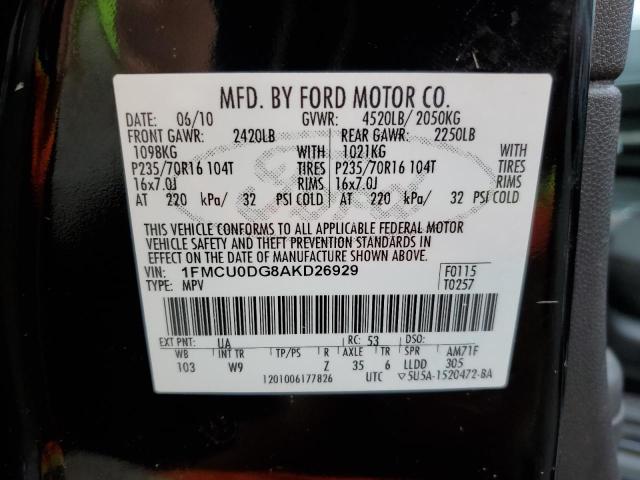 MFD. BY FORD MOTOR CO.
DATE: 06/10 GVWR: 4520LB/ 2050KG
FRONT GAWR: 2420LB REAR GAWR: 2250LB
1098KG WITH 1021KG WITH
P235/70R16 104T TIRES P235/70R16 104T TIRES
16x7.0J RIMS 16x7.0J RIMS
AT 220 kPa/ 32 PSI COLD AT 220 kPa/ 32 PSI COLD
THIS VEHICLE CONFORMS TO ALL APPLICABLE FEDERAL MOTOR
VEHICLE SAFETY AND THEFT PREVENTION STANDARDS IN
EFFECT ON THE DATE OF MANUFACTURE SHOWN ABOVE.
VIN: 1FMCU0DG8AKD26929 F0115
TYPE: MPV T0257
EXT PNT: UA RC: 53 DSO:
WB INT TR TP/PS R AXLE TR SPR AM71F
103 W9 Z 35 6 LLDD 305
1201006177826 UTC ▽5U5A-1520472-BA